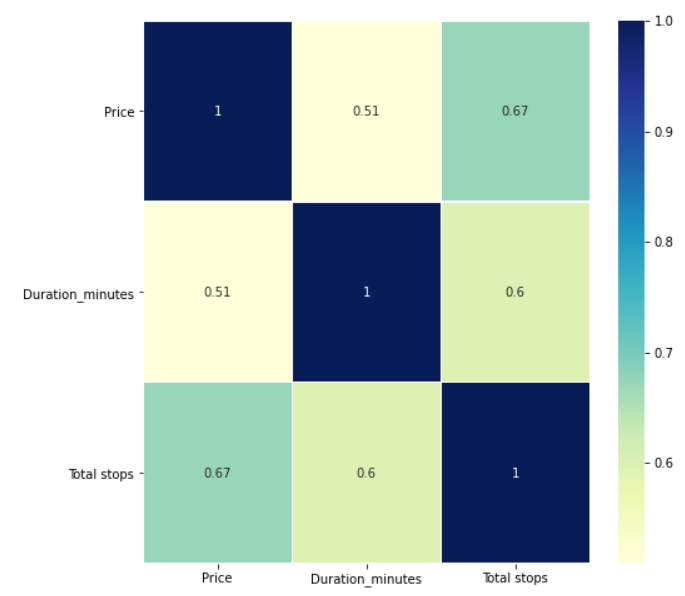 1.0
Price 1 0.51 0.67
0.9
0.8
Duration_minutes 0.51 1 0.6
0.7
0.6
Total stops 0.67 0.6 1
Price Duration_minutes Total stops